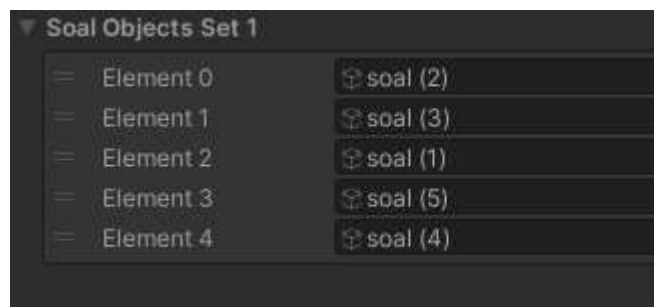 Soal Objects Set 1
Element 0 soal (2)
Element 1 soal (3)
Element 2 soal (1)
Element 3 soal (5)
Element 4 soal (4)